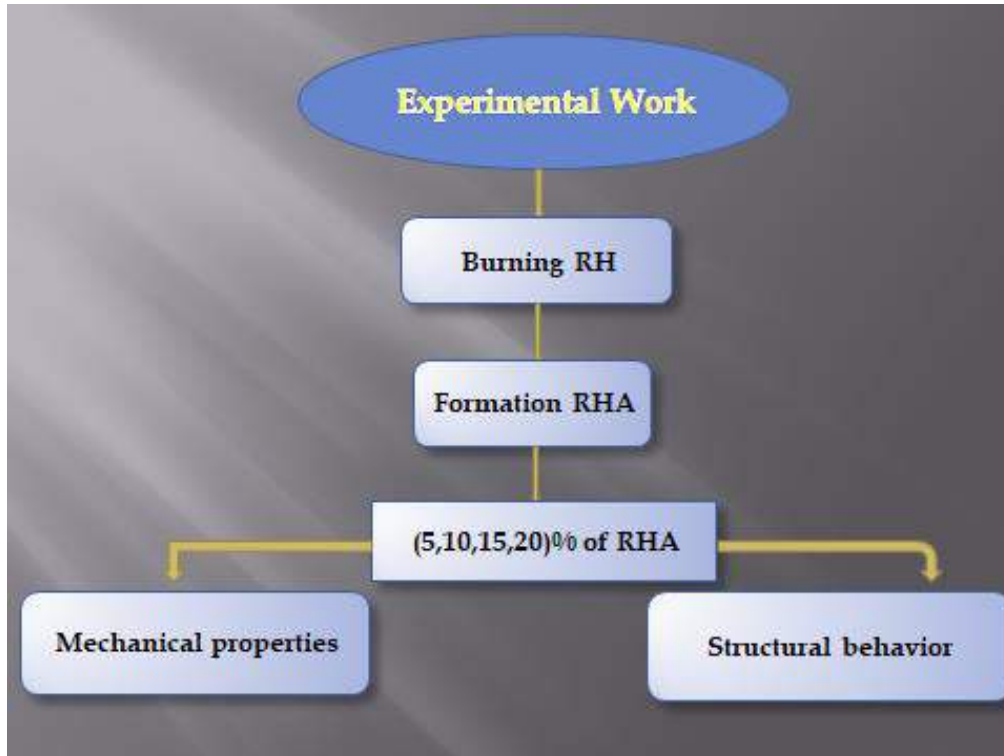 Experimental Work
Burning RH
Formation RHA
(5,10,15,20)% of RHA
Mechanical properties
Structural behavior